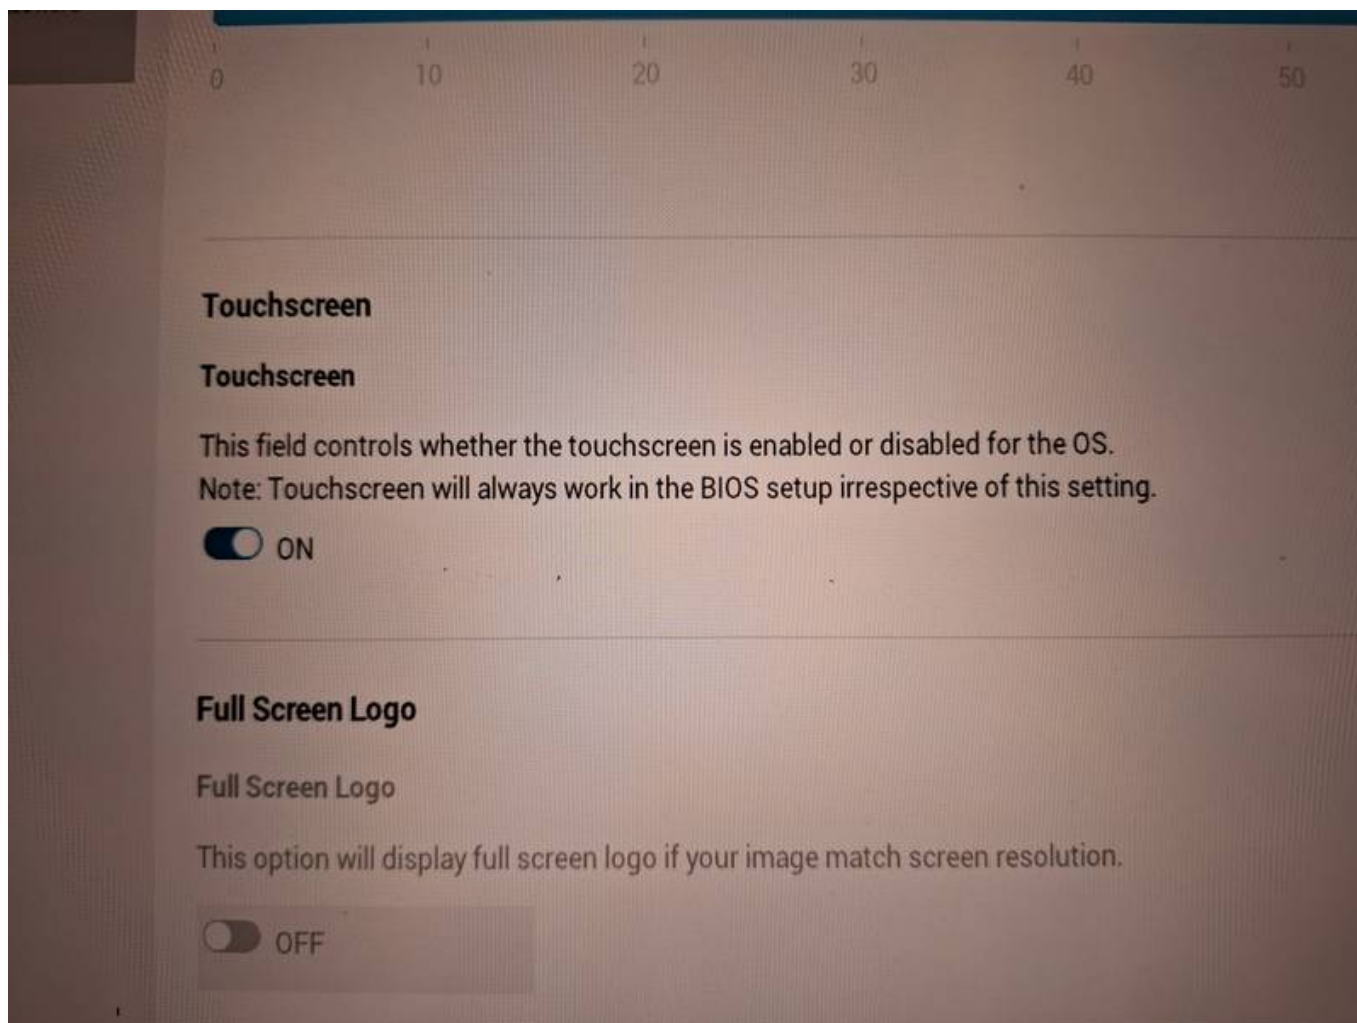 0 10 20 30 40 50
Touchscreen
Touchscreen
This field controls whether the touchscreen is enabled or disabled for the OS.
Note: Touchscreen will always work in the BIOS setup irrespective of this setting.
ON
Full Screen Logo
Full Screen Logo
This option will display full screen logo if your image match screen resolution.
OFF